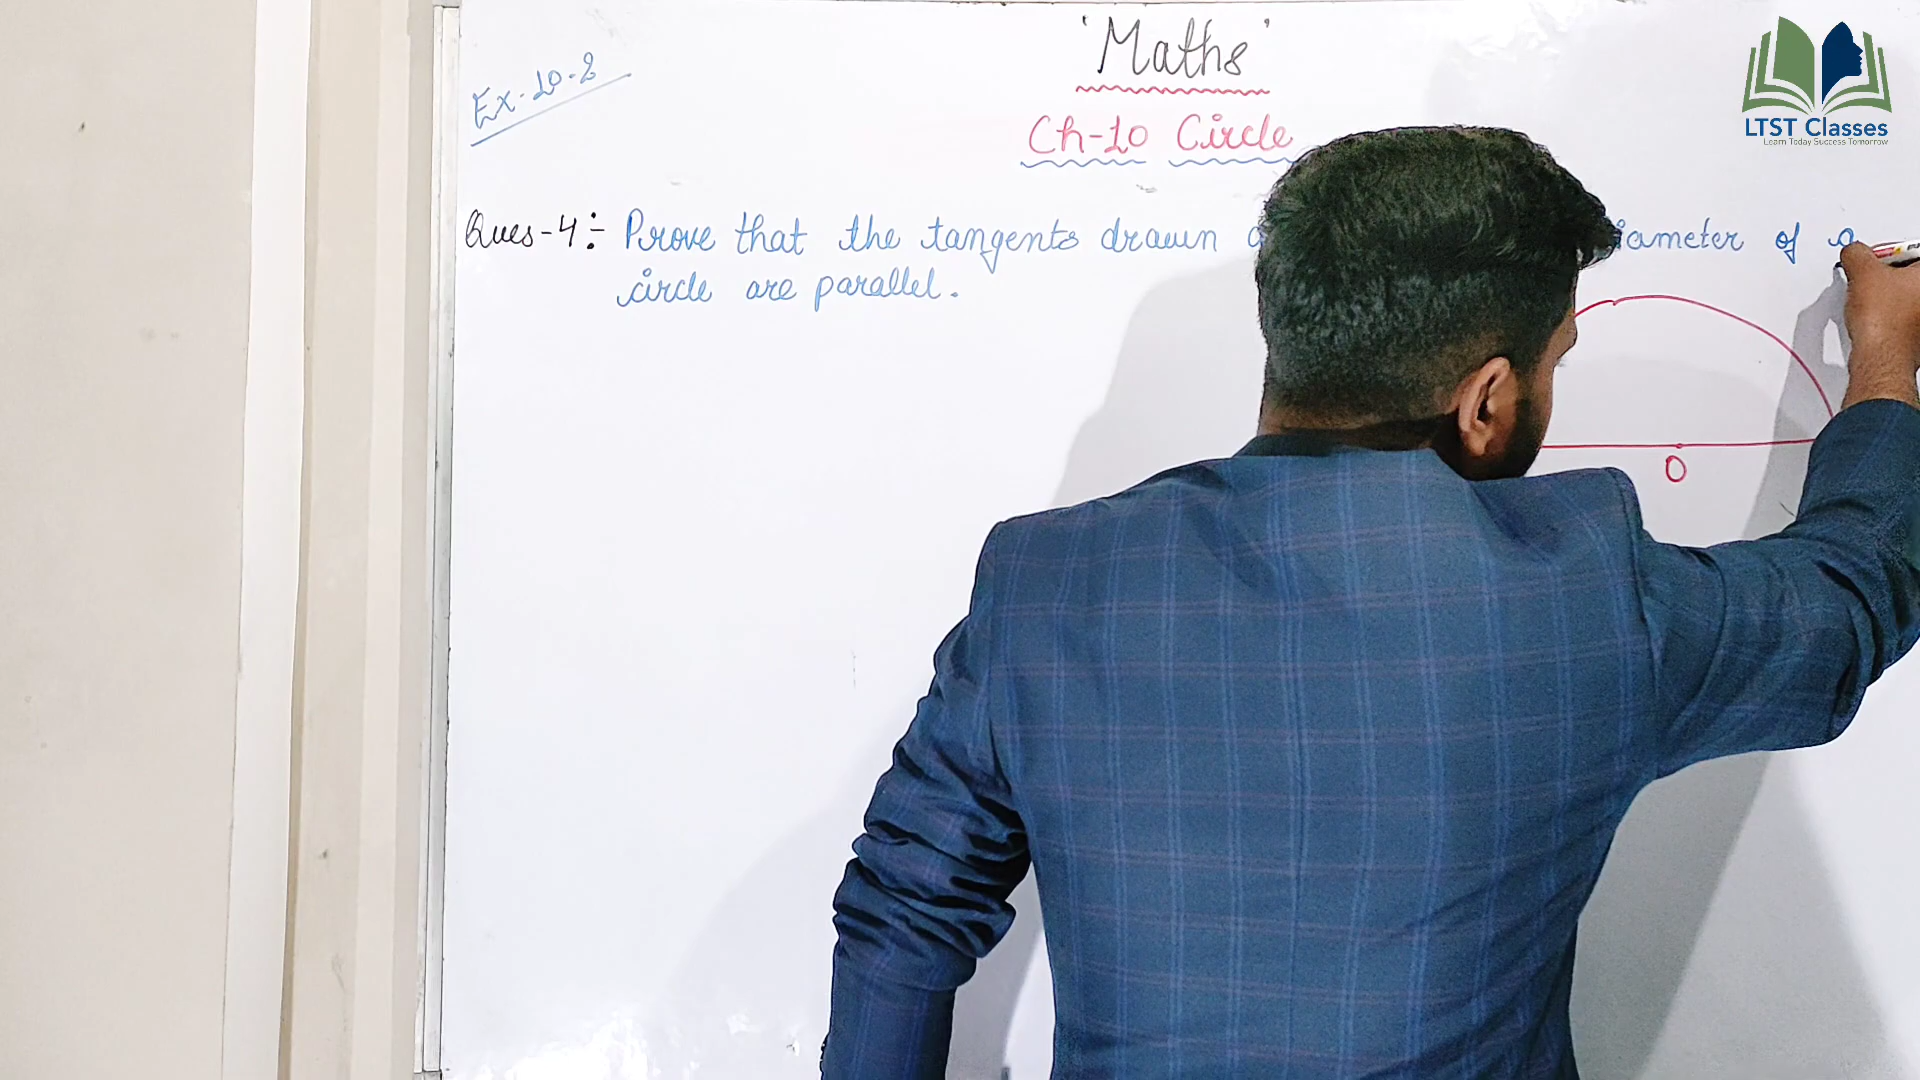 Ex-10.2
'Maths'
Ch-10 Circle
Ques-4÷ Prove that the tangents drawn iameter of a
circle are parallel.
O
LTST Classes
Learn Today Success Tomorrow